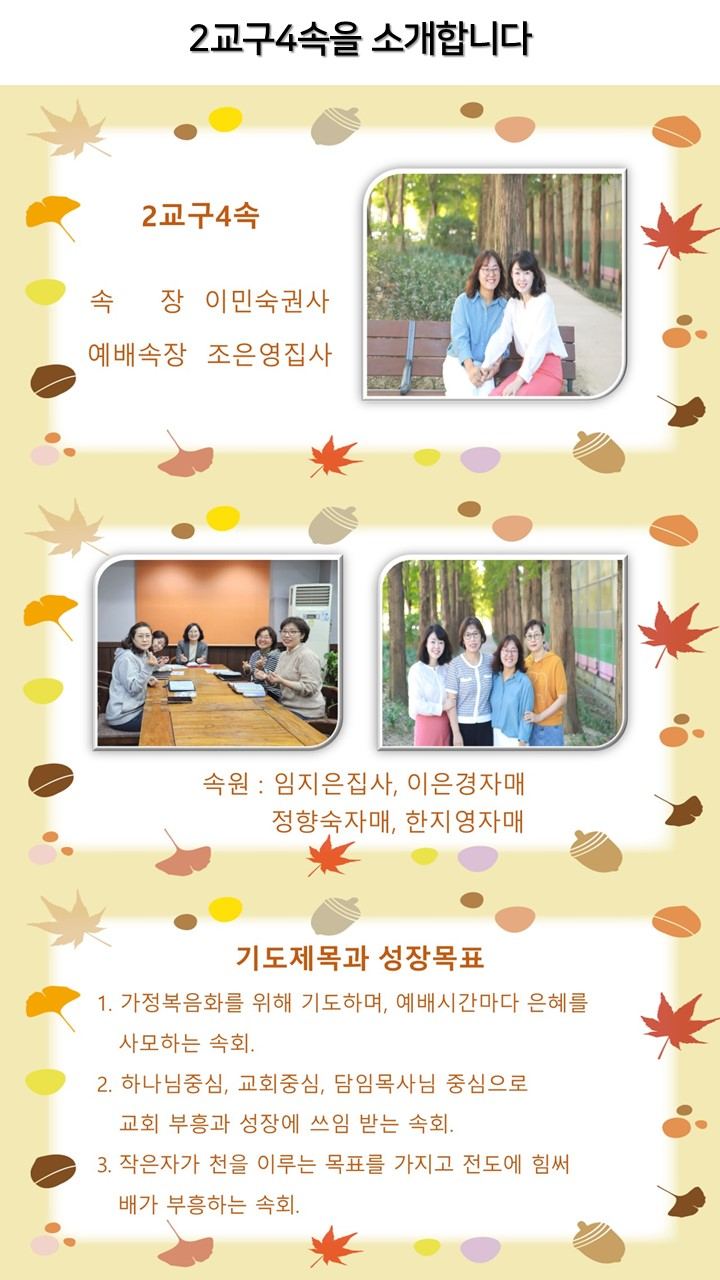 2교구4속을 소개합니다
2교구4속
속 장 이민숙권사
예배속장 조은영집사
속원 : 임지은집사, 이은경자매
정향숙자매, 한지영자매
기도제목과 성장목표
1. 가정복음화를 위해 기도하며, 예배시간마다 은혜를
사모하는 속회.
2. 하나님중심, 교회중심, 담임목사님 중심으로
교회 부흥과 성장에 쓰임 받는 속회.
3. 작은자가 천을 이루는 목표를 가지고 전도에 힘써
배가 부흥하는 속회.